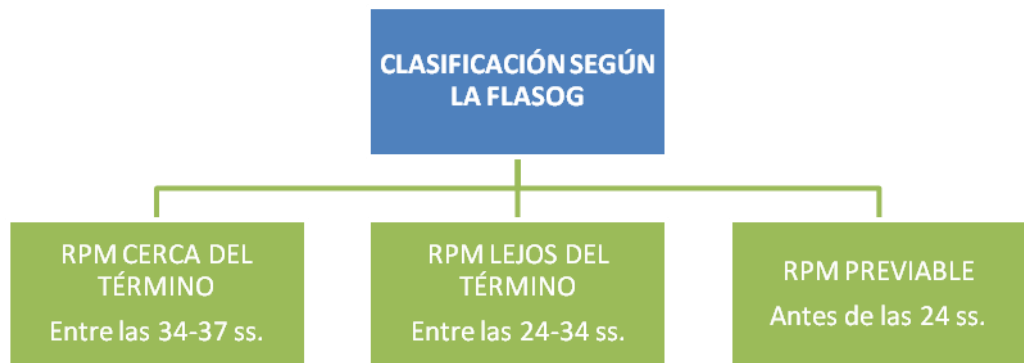 CLASIFICACIÓN SEGÚN
LA FLASOG
RPM CERCA DEL
TÉRMINO
Entre las 34-37 ss.
RPM LEJOS DEL
TÉRMINO
Entre las 24-34 ss.
RPM PREVIABLE
Antes de las 24 ss.